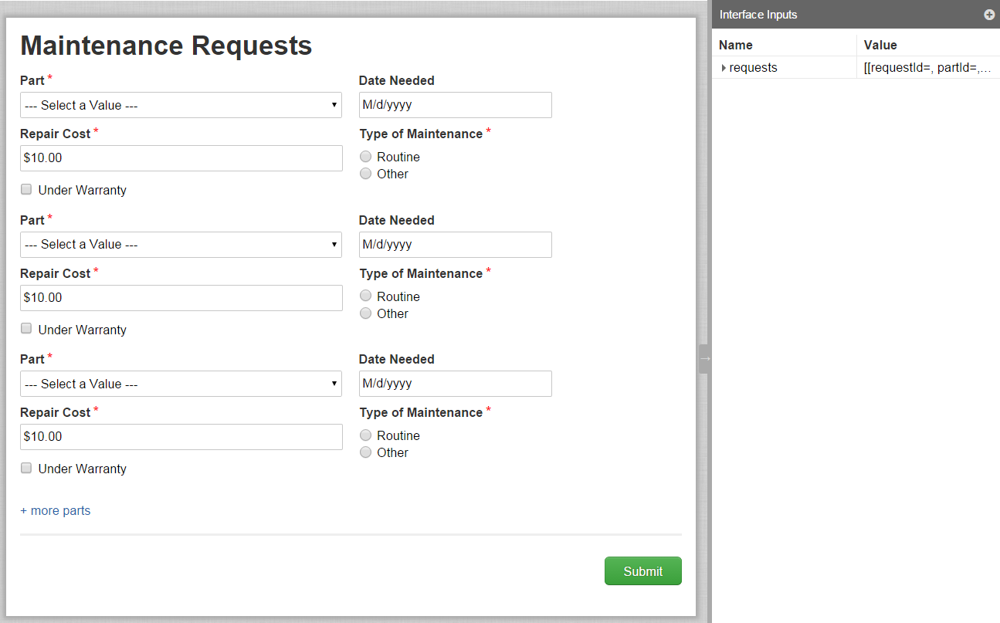 Maintenance Requests
Part *
Date Needed
--- Select a Value ---
M/d/yyyy
Repair Cost *
Type of Maintenance *
$10.00
Routine
Other
Under Warranty
Part *
Date Needed
--- Select a Value ---
M/d/yyyy
Repair Cost *
Type of Maintenance *
$10.00
Routine
Other
Under Warranty
Part *
Date Needed
--- Select a Value ---
M/d/yyyy
Repair Cost *
Type of Maintenance *
$10.00
Routine
Other
Under Warranty
+ more parts
Submit
Interface Inputs
Name Value
requests [[requestId=, partId=,...